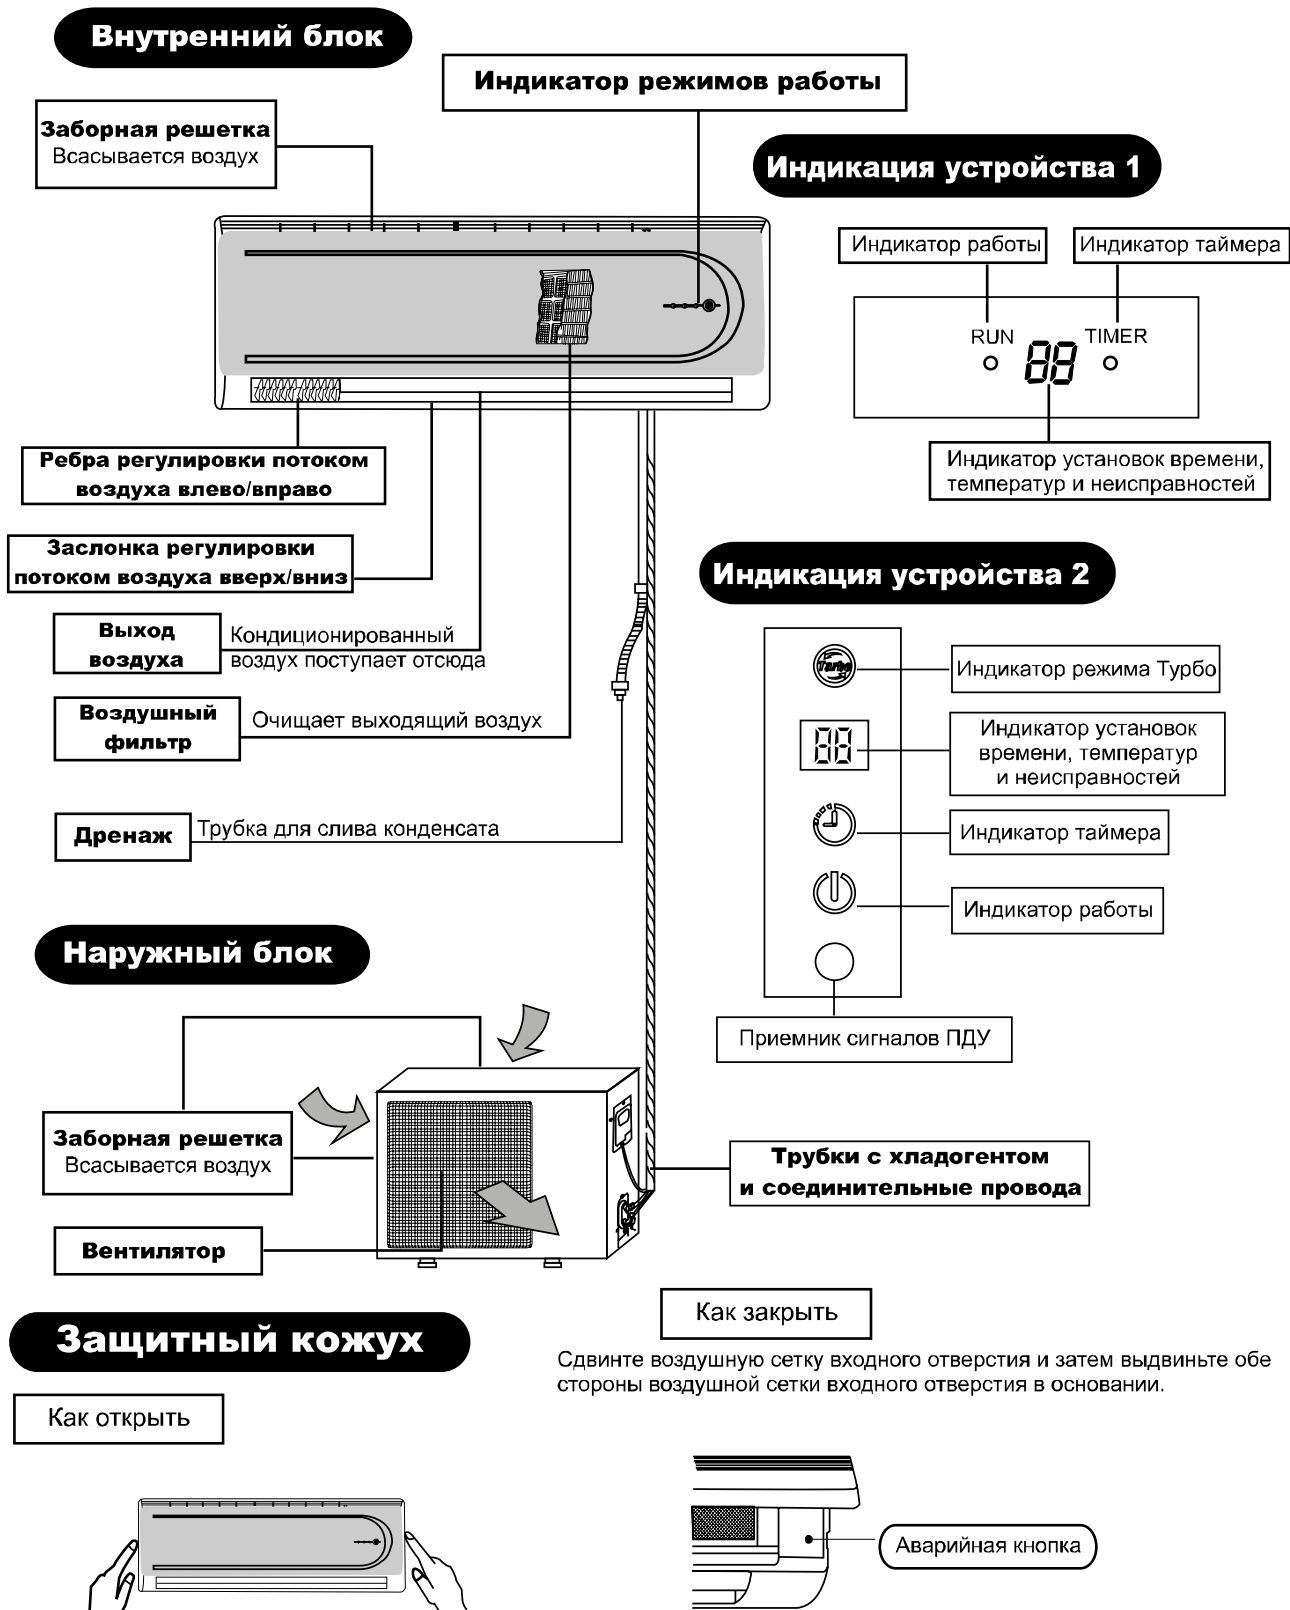 Внутренний блок
Индикатор режимов работы
Заборная решетка
Всасывается воздух
Индикация устройства 1
Индикатор работы
Индикатор таймера
RUN
TIMER
88
Индикатор установок времени,
температур и неисправностей
Ребра регулировки потоком
воздуха влево/вправо
Заслонка регулировки
потоком воздуха вверх/вниз
Выход
воздуха
Кондиционированный
воздух поступает отсюда
Воздушный
фильтр
Очищает выходящий воздух
Дренаж
Трубка для слива конденсата
Индикация устройства 2
Turbo
Индикатор режима Турбо
88
Индикатор установок
времени, температур
и неисправностей
Индикатор таймера
Индикатор работы
Приемник сигналов ПДУ
Наружный блок
Заборная решетка
Всасывается воздух
Вентилятор
Трубки с хладогентом
и соединительные провода
Защитный кожух
Как открыть
Как закрыть
Сдвинте воздушную сетку входного отверстия и затем выдвиньте обе
стороны воздушной сетки входного отверстия в основании.
Аварийная кнопка